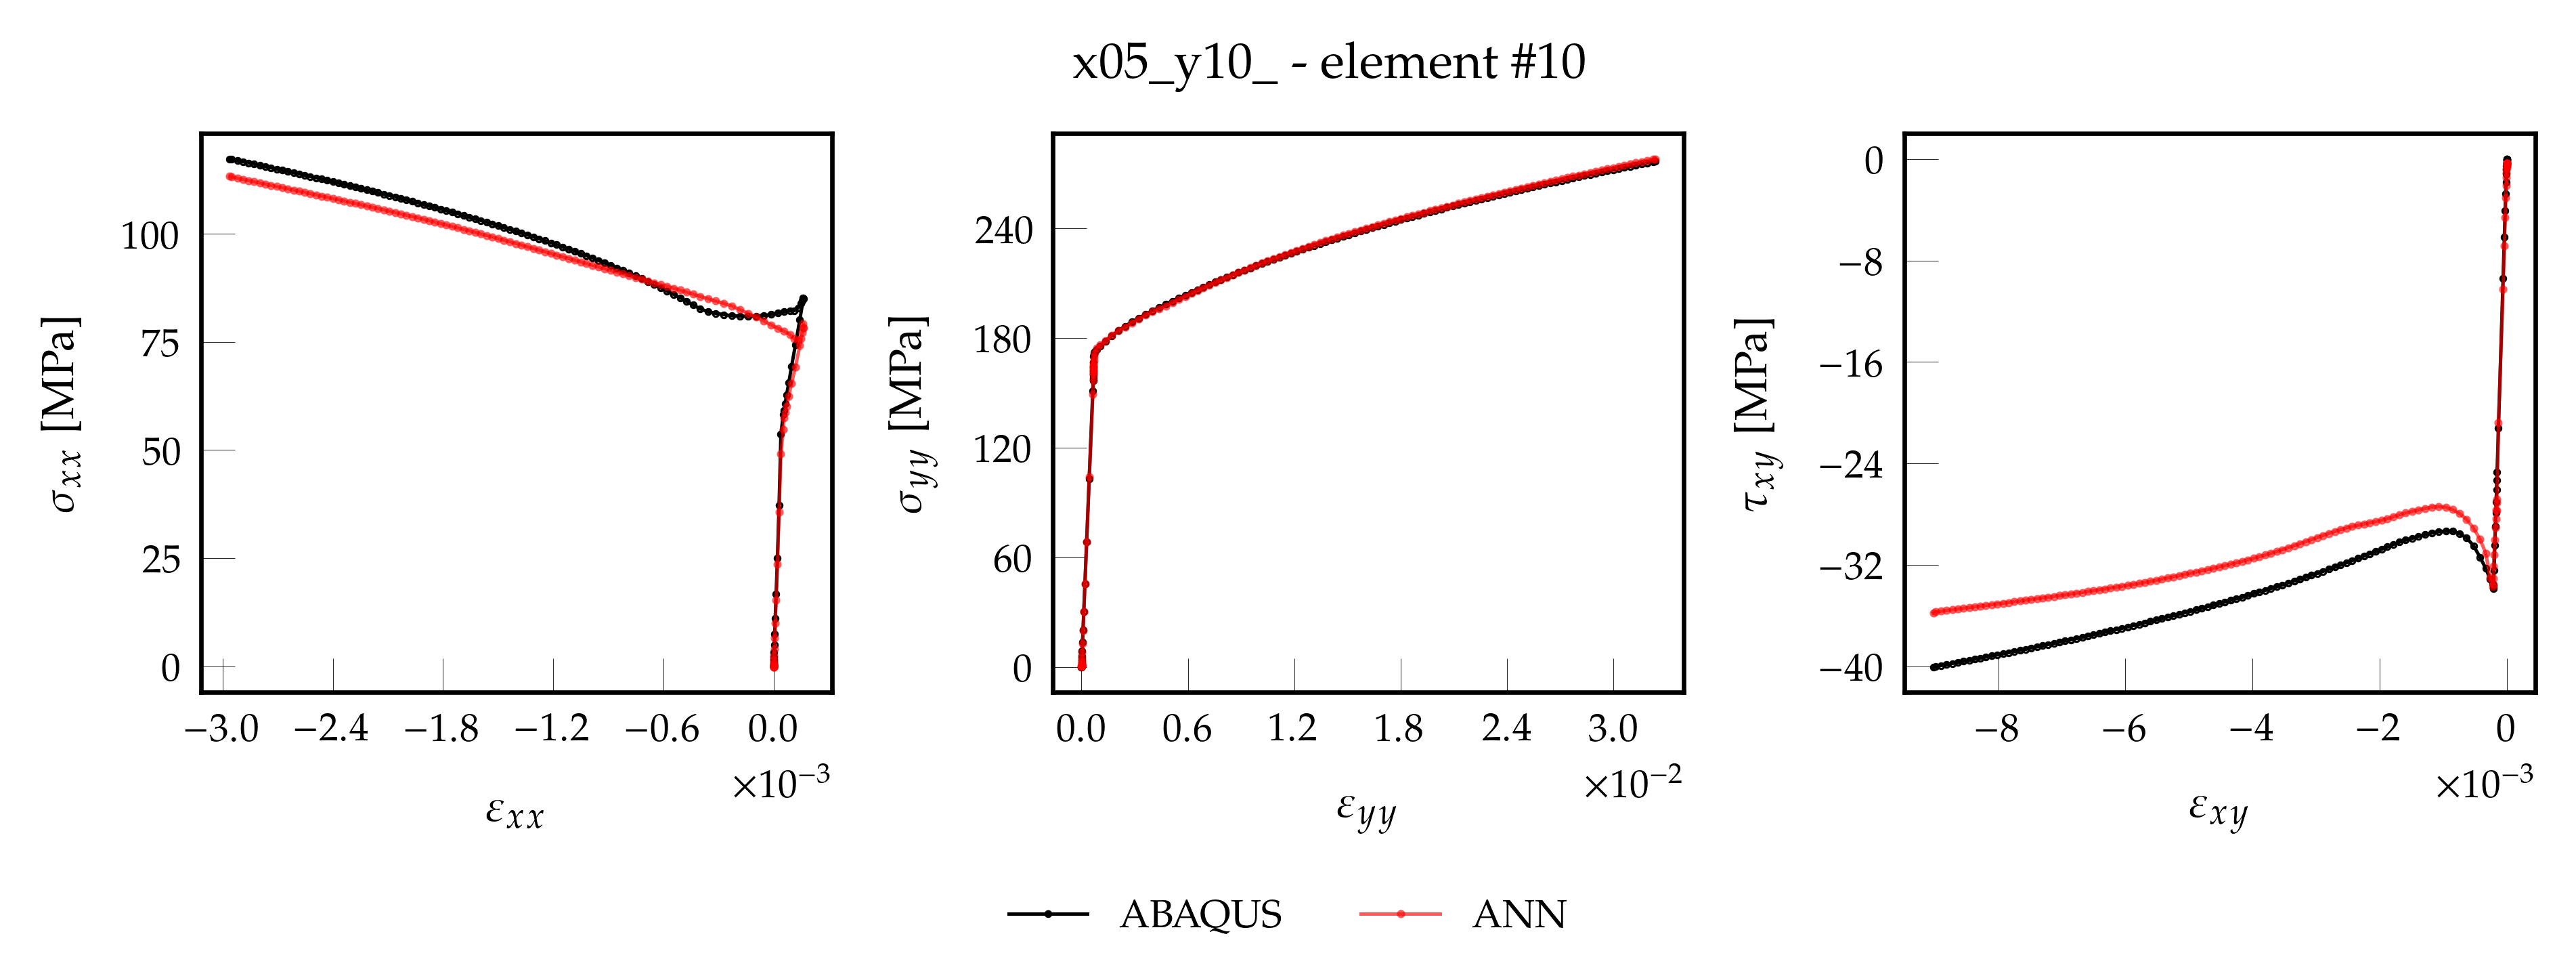 x05_y10_ - element #10
σxx [MPa]
100
75
50
25
0
−3.0 −2.4 −1.8 −1.2 −0.6 0.0
×10−3
εxx
σyy [MPa]
240
180
120
60
0
0.0 0.6 1.2 1.8 2.4 3.0
×10−2
εyy
τxy [MPa]
0
−8
−16
−24
−32
−40
−8 −6 −4 −2 0
×10−3
εxy
ABAQUS ANN